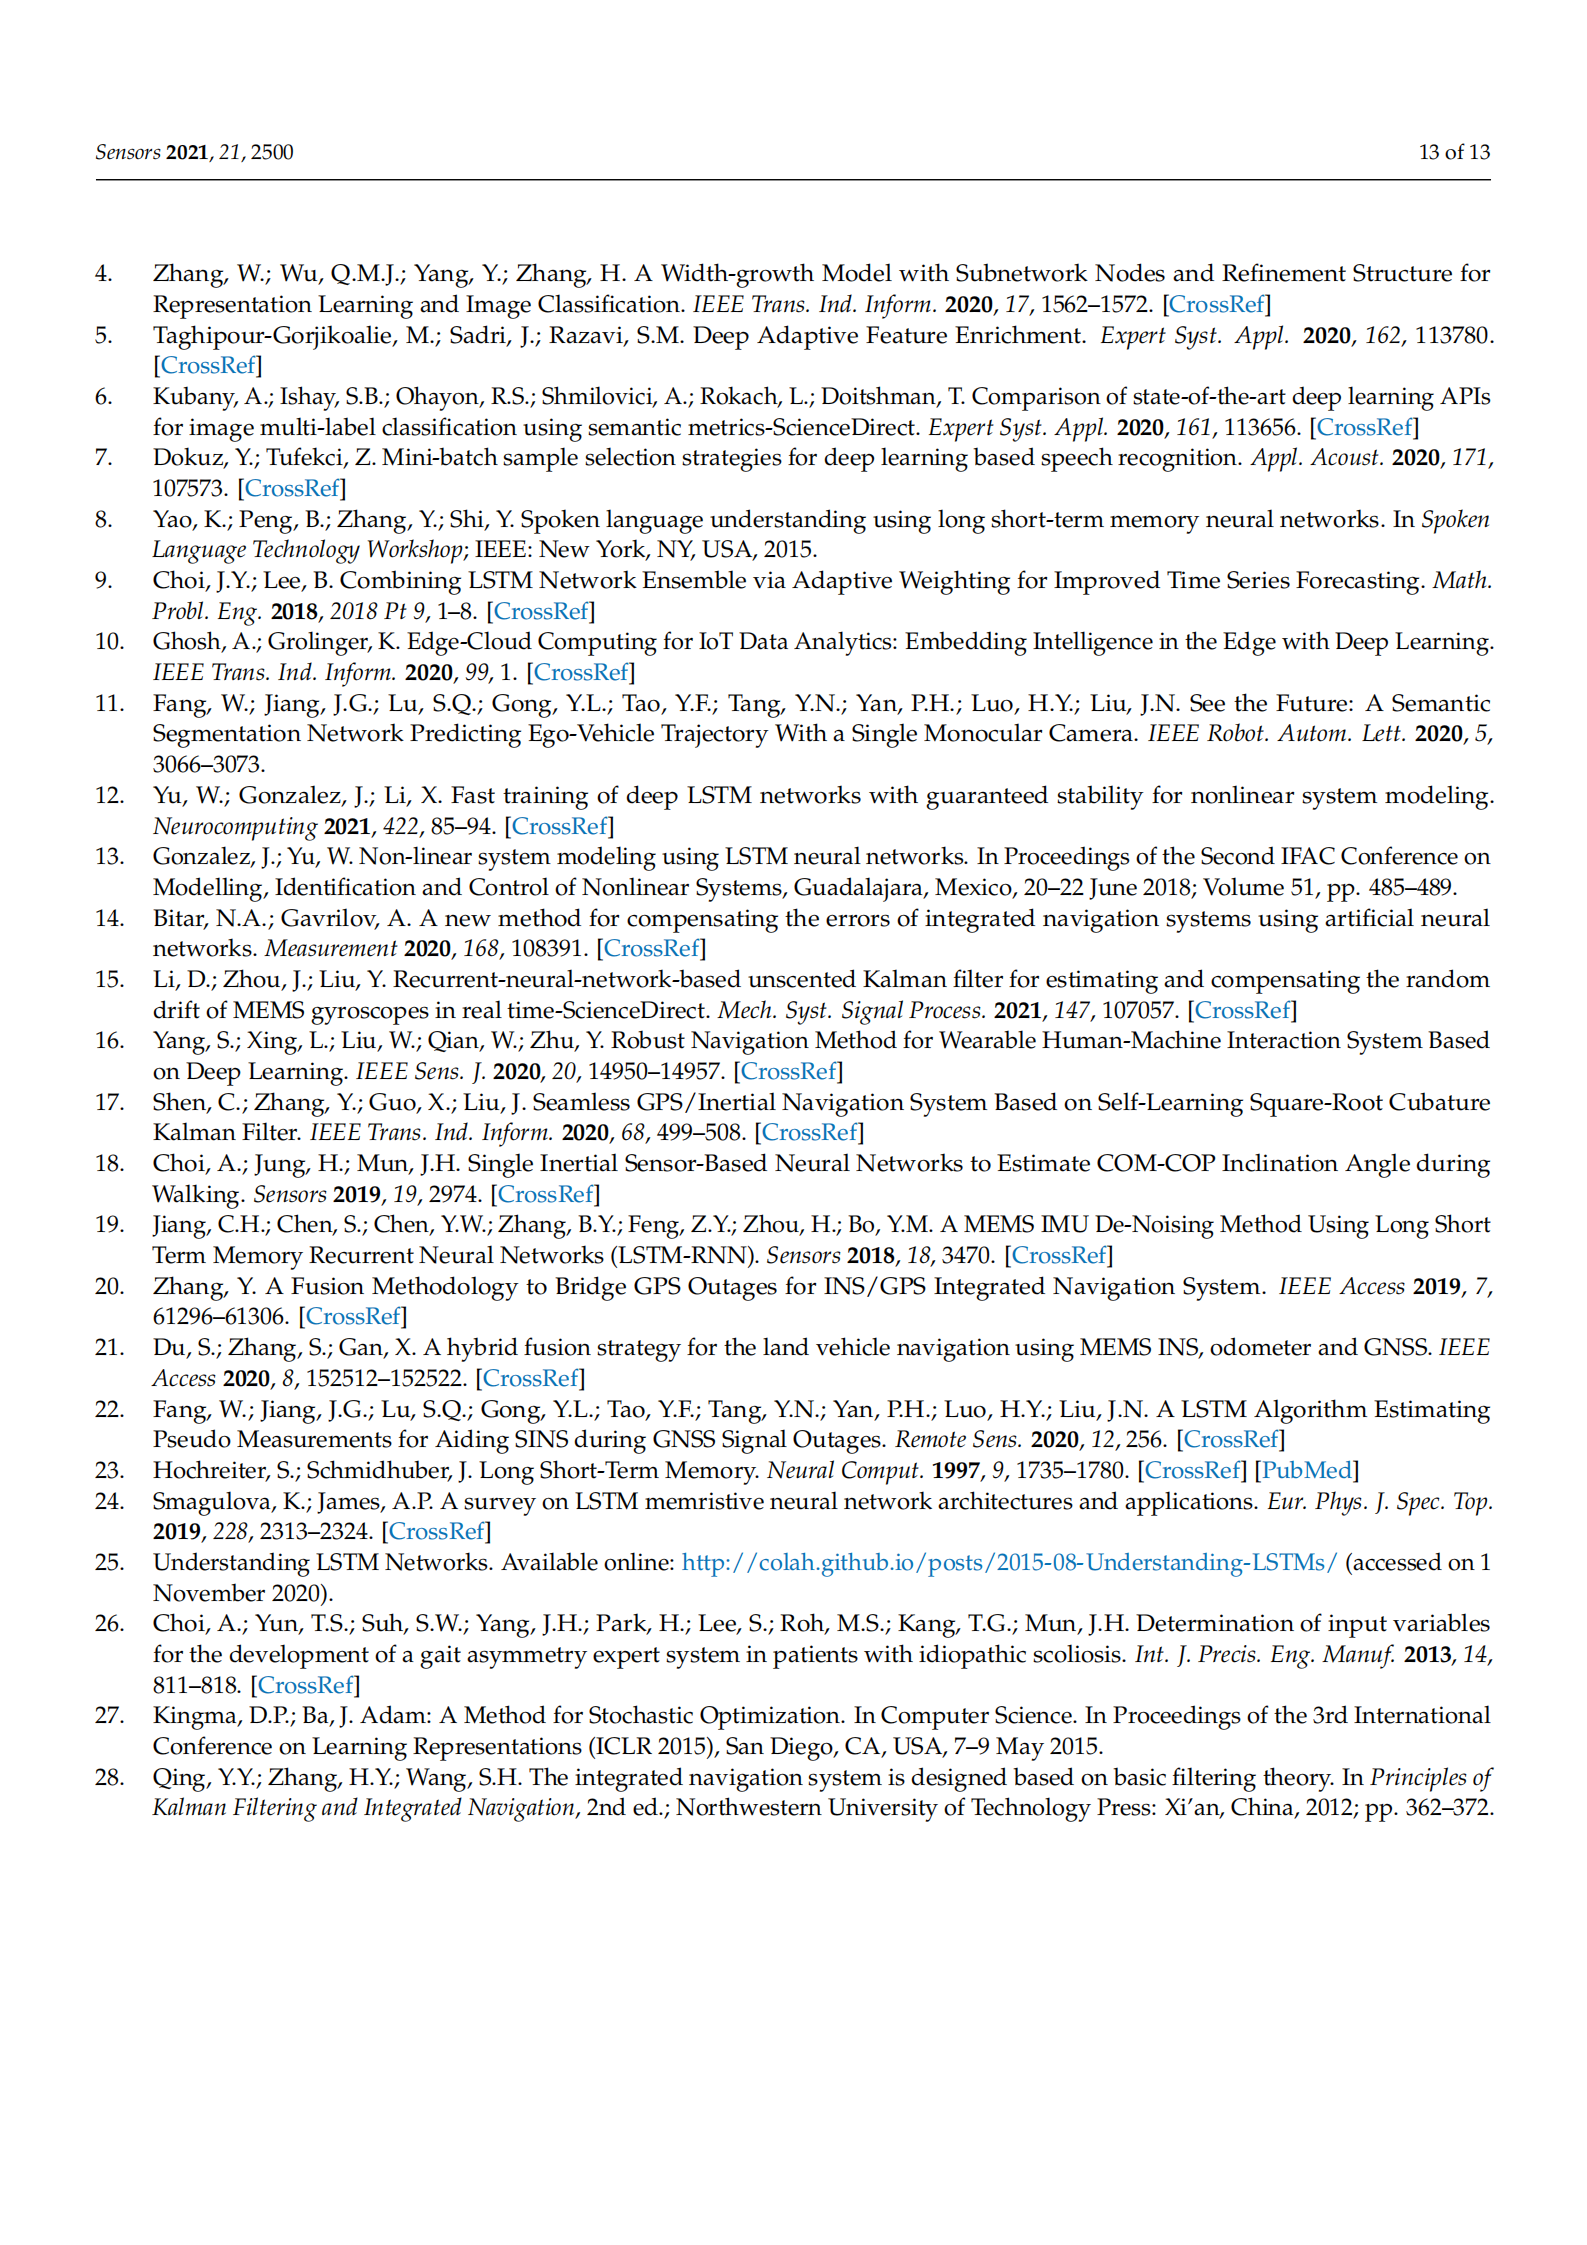 Sensors 2021, 21, 2500
13 of 13
4. Zhang, W.; Wu, Q.M.J.; Yang, Y.; Zhang, H. A Width-growth Model with Subnetwork Nodes and Refinement Structure for
Representation Learning and Image Classification. IEEE Trans. Ind. Inform. 2020, 17, 1562–1572. [CrossRef]
5. Taghipour-Gorjikoalie, M.; Sadri, J.; Razavi, S.M. Deep Adaptive Feature Enrichment. Expert Syst. Appl. 2020, 162, 113780.
[CrossRef]
6. Kubany, A.; Ishay, S.B.; Ohayon, R.S.; Shmilovici, A.; Rokach, L.; Doitshman, T. Comparison of state-of-the-art deep learning APIs
for image multi-label classification using semantic metrics-ScienceDirect. Expert Syst. Appl. 2020, 161, 113656. [CrossRef]
7. Dokuz, Y.; Tufekci, Z. Mini-batch sample selection strategies for deep learning based speech recognition. Appl. Acoust. 2020, 171,
107573. [CrossRef]
8. Yao, K.; Peng, B.; Zhang, Y.; Shi, Y. Spoken language understanding using long short-term memory neural networks. In Spoken
Language Technology Workshop; IEEE: New York, NY, USA, 2015.
9. Choi, J.Y.; Lee, B. Combining LSTM Network Ensemble via Adaptive Weighting for Improved Time Series Forecasting. Math.
Probl. Eng. 2018, 2018 Pt 9, 1–8. [CrossRef]
10. Ghosh, A.; Grolinger, K. Edge-Cloud Computing for IoT Data Analytics: Embedding Intelligence in the Edge with Deep Learning.
IEEE Trans. Ind. Inform. 2020, 99, 1. [CrossRef]
11. Fang, W.; Jiang, J.G.; Lu, S.Q.; Gong, Y.L.; Tao, Y.F.; Tang, Y.N.; Yan, P.H.; Luo, H.Y.; Liu, J.N. See the Future: A Semantic
Segmentation Network Predicting Ego-Vehicle Trajectory With a Single Monocular Camera. IEEE Robot. Autom. Lett. 2020, 5,
3066–3073.
12. Yu, W.; Gonzalez, J.; Li, X. Fast training of deep LSTM networks with guaranteed stability for nonlinear system modeling.
Neurocomputing 2021, 422, 85–94. [CrossRef]
13. Gonzalez, J.; Yu, W. Non-linear system modeling using LSTM neural networks. In Proceedings of the Second IFAC Conference on
Modelling, Identification and Control of Nonlinear Systems, Guadalajara, Mexico, 20–22 June 2018; Volume 51, pp. 485–489.
14. Bitar, N.A.; Gavrilov, A. A new method for compensating the errors of integrated navigation systems using artificial neural
networks. Measurement 2020, 168, 108391. [CrossRef]
15. Li, D.; Zhou, J.; Liu, Y. Recurrent-neural-network-based unscented Kalman filter for estimating and compensating the random
drift of MEMS gyroscopes in real time-ScienceDirect. Mech. Syst. Signal Process. 2021, 147, 107057. [CrossRef]
16. Yang, S.; Xing, L.; Liu, W.; Qian, W.; Zhu, Y. Robust Navigation Method for Wearable Human-Machine Interaction System Based
on Deep Learning. IEEE Sens. J. 2020, 20, 14950–14957. [CrossRef]
17. Shen, C.; Zhang, Y.; Guo, X.; Liu, J. Seamless GPS/Inertial Navigation System Based on Self-Learning Square-Root Cubature
Kalman Filter. IEEE Trans. Ind. Inform. 2020, 68, 499–508. [CrossRef]
18. Choi, A.; Jung, H.; Mun, J.H. Single Inertial Sensor-Based Neural Networks to Estimate COM-COP Inclination Angle during
Walking. Sensors 2019, 19, 2974. [CrossRef]
19. Jiang, C.H.; Chen, S.; Chen, Y.W.; Zhang, B.Y.; Feng, Z.Y.; Zhou, H.; Bo, Y.M. A MEMS IMU De-Noising Method Using Long Short
Term Memory Recurrent Neural Networks (LSTM-RNN). Sensors 2018, 18, 3470. [CrossRef]
20. Zhang, Y. A Fusion Methodology to Bridge GPS Outages for INS/GPS Integrated Navigation System. IEEE Access 2019, 7,
61296–61306. [CrossRef]
21. Du, S.; Zhang, S.; Gan, X. A hybrid fusion strategy for the land vehicle navigation using MEMS INS, odometer and GNSS. IEEE
Access 2020, 8, 152512–152522. [CrossRef]
22. Fang, W.; Jiang, J.G.; Lu, S.Q.; Gong, Y.L.; Tao, Y.F.; Tang, Y.N.; Yan, P.H.; Luo, H.Y.; Liu, J.N. A LSTM Algorithm Estimating
Pseudo Measurements for Aiding SINS during GNSS Signal Outages. Remote Sens. 2020, 12, 256. [CrossRef]
23. Hochreiter, S.; Schmidhuber, J. Long Short-Term Memory. Neural Comput. 1997, 9, 1735–1780. [CrossRef] [PubMed]
24. Smagulova, K.; James, A.P. A survey on LSTM memristive neural network architectures and applications. Eur. Phys. J. Spec. Top.
2019, 228, 2313–2324. [CrossRef]
25. Understanding LSTM Networks. Available online: http://colah.github.io/posts/2015-08-Understanding-LSTMs/ (accessed on 1
November 2020).
26. Choi, A.; Yun, T.S.; Suh, S.W.; Yang, J.H.; Park, H.; Lee, S.; Roh, M.S.; Kang, T.G.; Mun, J.H. Determination of input variables
for the development of a gait asymmetry expert system in patients with idiopathic scoliosis. Int. J. Precis. Eng. Manuf. 2013, 14,
811–818. [CrossRef]
27. Kingma, D.P.; Ba, J. Adam: A Method for Stochastic Optimization. In Computer Science. In Proceedings of the 3rd International
Conference on Learning Representations (ICLR 2015), San Diego, CA, USA, 7–9 May 2015.
28. Qing, Y.Y.; Zhang, H.Y.; Wang, S.H. The integrated navigation system is designed based on basic filtering theory. In Principles of
Kalman Filtering and Integrated Navigation, 2nd ed.; Northwestern University of Technology Press: Xi’an, China, 2012; pp. 362–372.